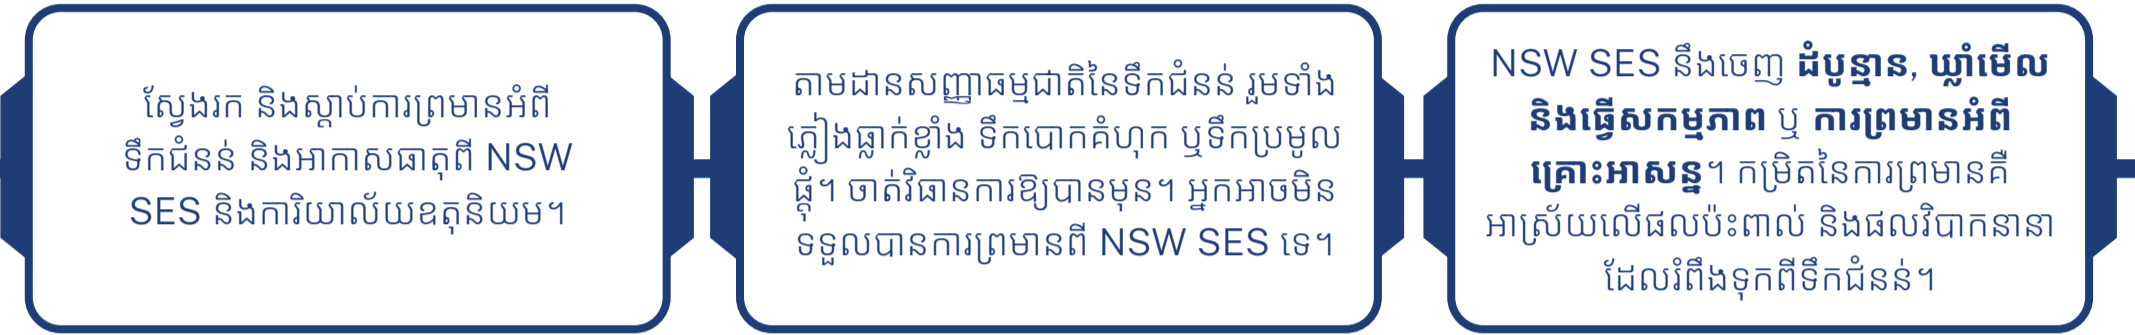 ស្វែងរក និងស្តាប់ការព្រមានអំពី
ទឹកជំនន់ និងអាកាសធាតុពី NSW
SES និងការិយាល័យឧតុនិយម។
តាមដានសញ្ញាធម្មជាតិនៃទឹកជំនន់ រួមទាំង
ភ្លៀងធ្លាក់ខ្លាំង ទឹកបោកគំហុក ឬទឹកប្រមូល
ផ្តុំ។ ចាត់វិធានការឱ្យបានមុន។ អ្នកអាចមិន
ទទួលបានការព្រមានពី NSW SES ទេ។
NSW SES នឹងចេញ ដំបូន្មាន, ឃ្លាំមើល
និងធ្វើសកម្មភាព ឬ ការព្រមានអំពី
គ្រោះអាសន្ន។ កម្រិតនៃការព្រមានគឺ
អាស្រ័យលើផលប៉ះពាល់ និងផលវិបាកនានា
ដែលរំពឹងទុកពីទឹកជំនន់។